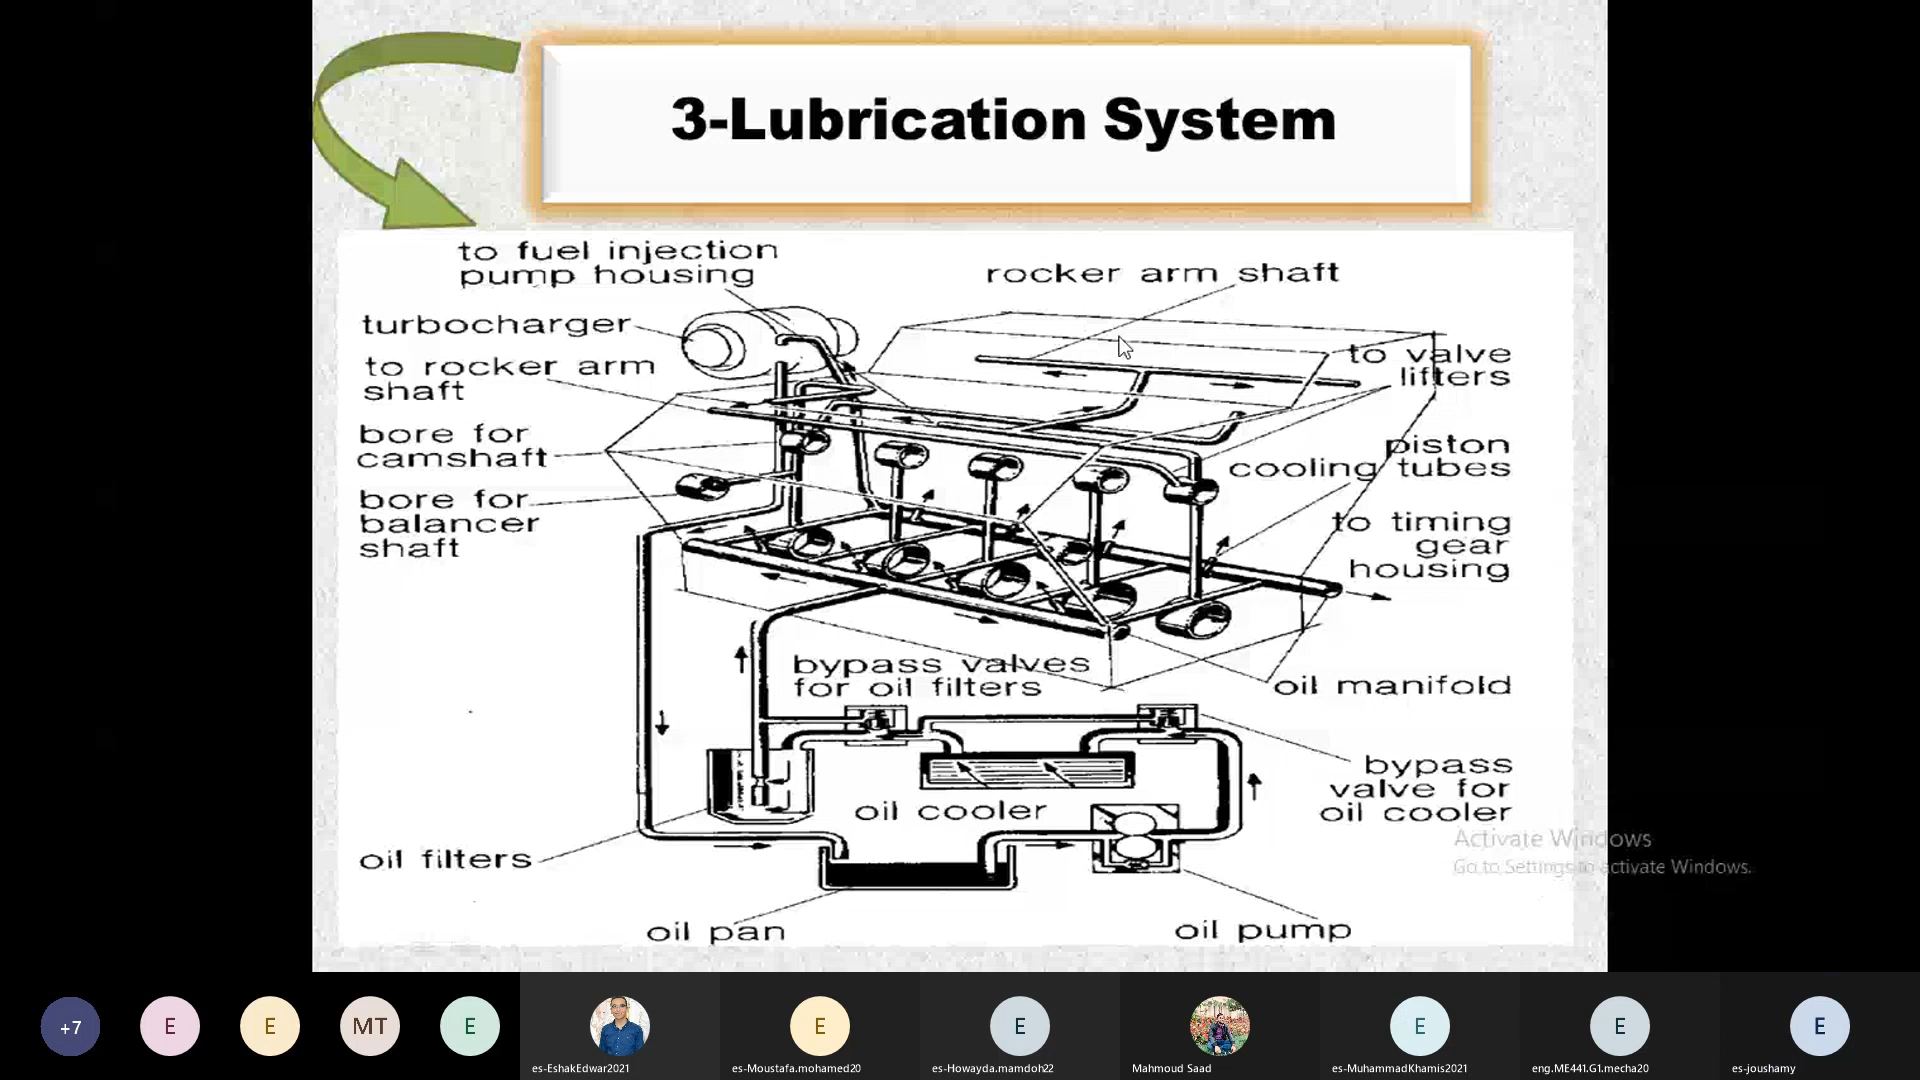 3-Lubrication System
to fuel injection
pump housing
rocker arm shaft
turbocharger
to valve
lifters
to rocker arm
shaft
bore for
camshaft
piston
cooling tubes
bore for
balancer
shaft
to timing
gear
housing
bypass valves
for oil filters
oil manifold
bypass
valve for
oil cooler
oil cooler
Activate Windows
Go to Settings to activate Windows.
oil filters
oil pan
oil pump
+7
E
E
MT
E
E
E
E
E
E
es-EshakEdwar2021
es-Moustafa.mohamed20
es-Howayda.mamdoh22
Mahmoud Saad
es-MuhammadKhamis2021
eng.ME441.G1.mecha20
es-joushamy